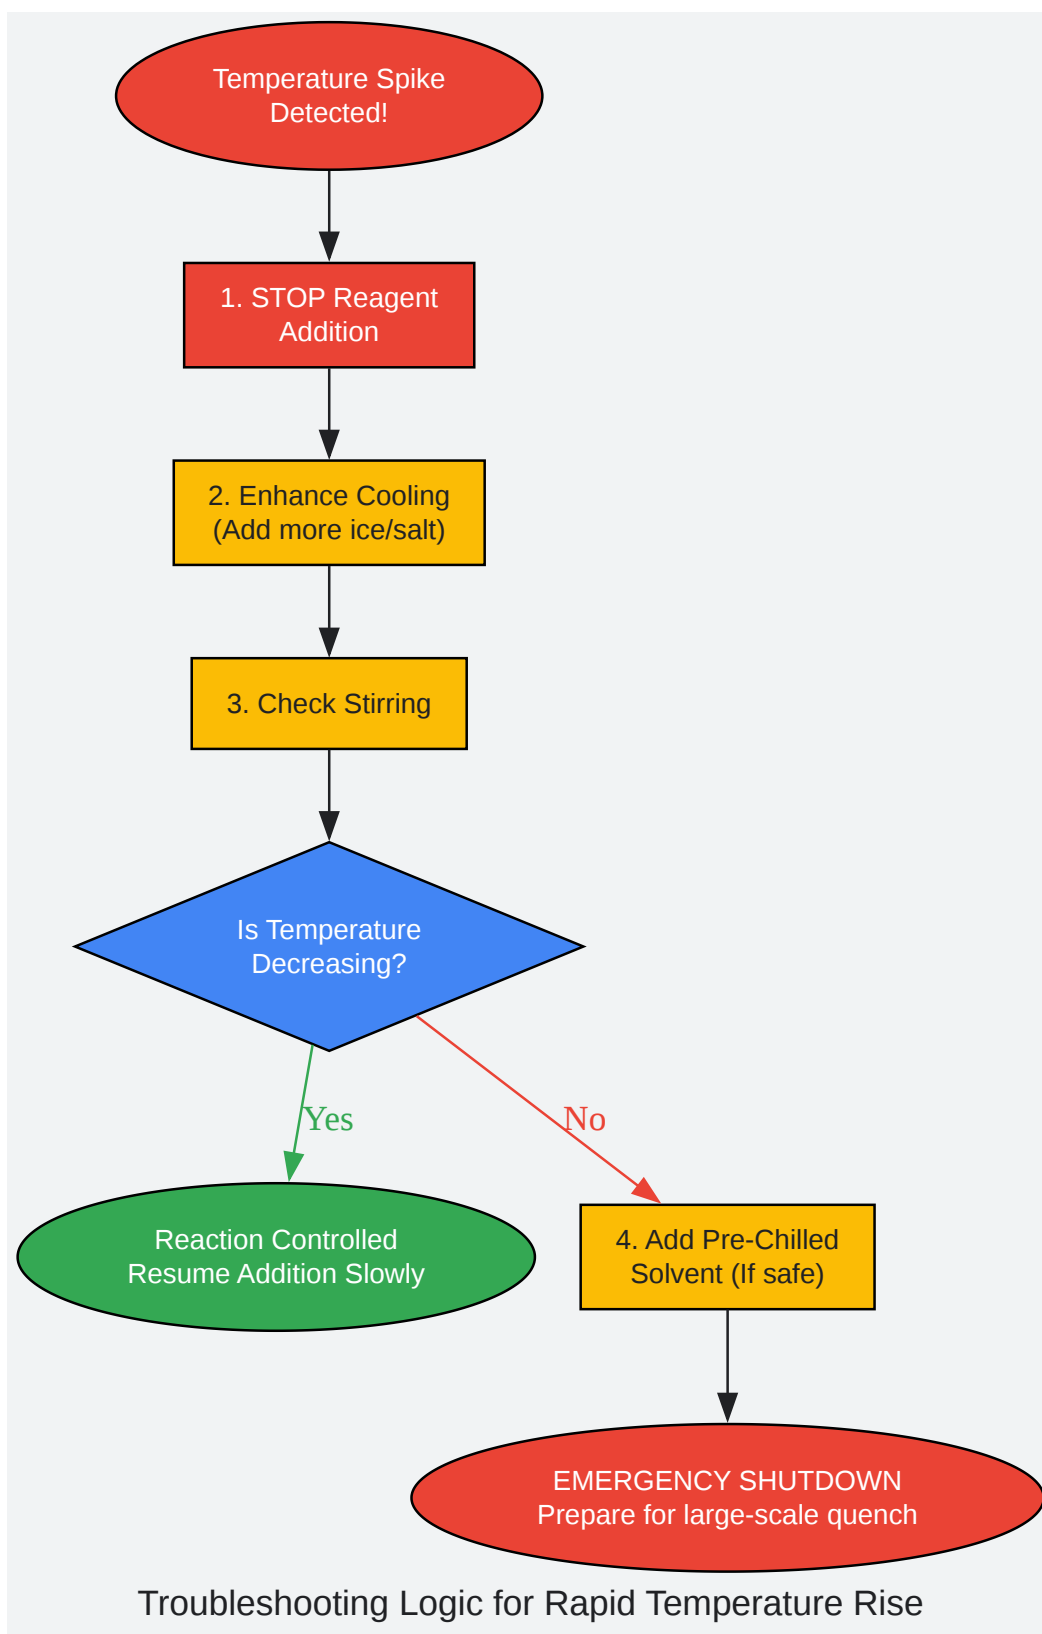 Temperature Spike
Detected!
1. STOP Reagent
Addition
2. Enhance Cooling
(Add more ice/salt)
3. Check Stirring
Is Temperature
Decreasing?
Yes
No
Reaction Controlled
Resume Addition Slowly
4. Add Pre-Chilled
Solvent (If safe)
EMERGENCY SHUTDOWN
Prepare for large-scale quench
Troubleshooting Logic for Rapid Temperature Rise